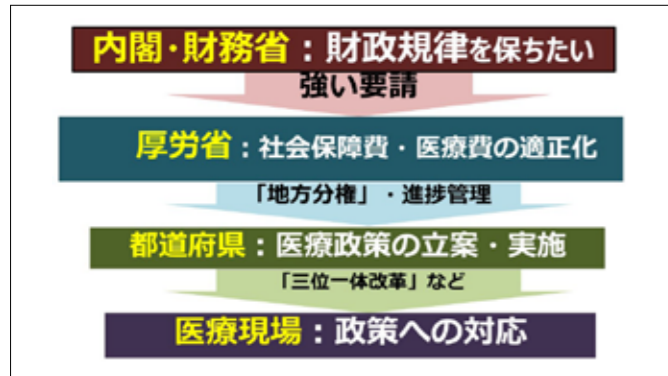 内閣・財務省：財政規律を保ちたい
強い要請
厚労省：社会保障費・医療費の適正化
「地方分権」・進捗管理
都道府県：医療政策の立案・実施
「三位一体改革」など
医療現場：政策への対応